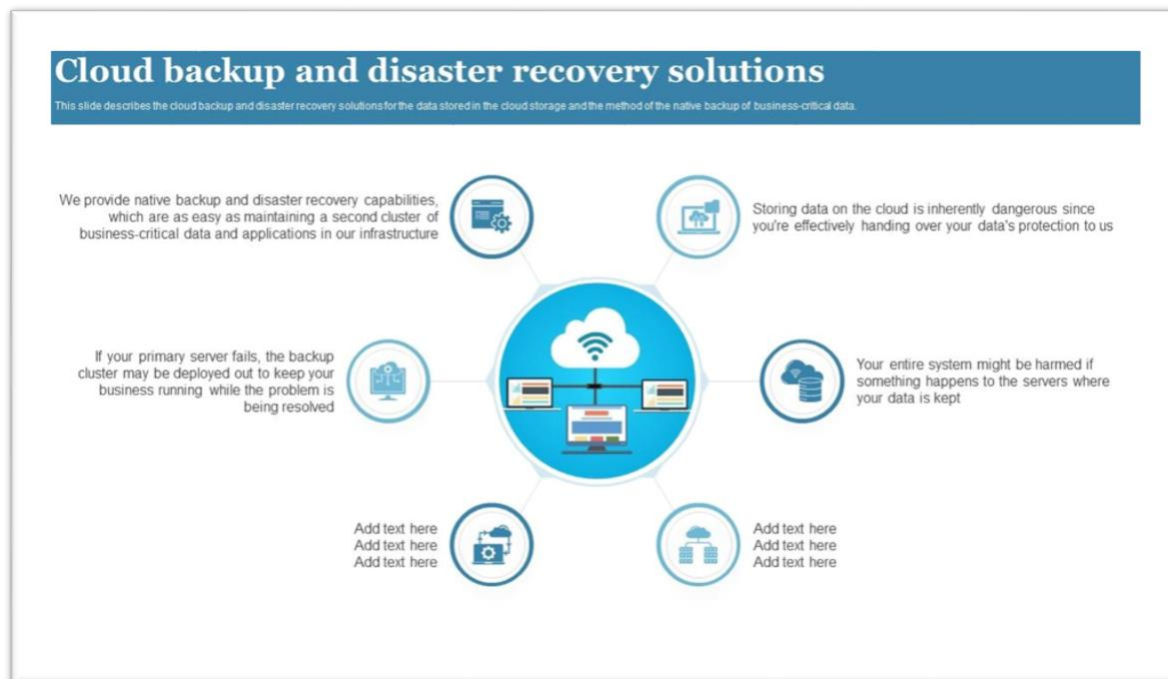 Cloud backup and disaster recovery solutions
This slide describes the cloud backup and disaster recovery solutions for the data stored in the cloud storage and the method of the native backup of business-critical data.
We provide native backup and disaster recovery capabilities,
which are as easy as maintaining a second cluster of
business-critical data and applications in our infrastructure
Storing data on the cloud is inherently dangerous since
you're effectively handing over your data's protection to us
If your primary server fails, the backup
cluster may be deployed out to keep your
business running while the problem is
being resolved
Your entire system might be harmed if
something happens to the servers where
your data is kept
Add text here
Add text here
Add text here
Add text here
Add text here
Add text here